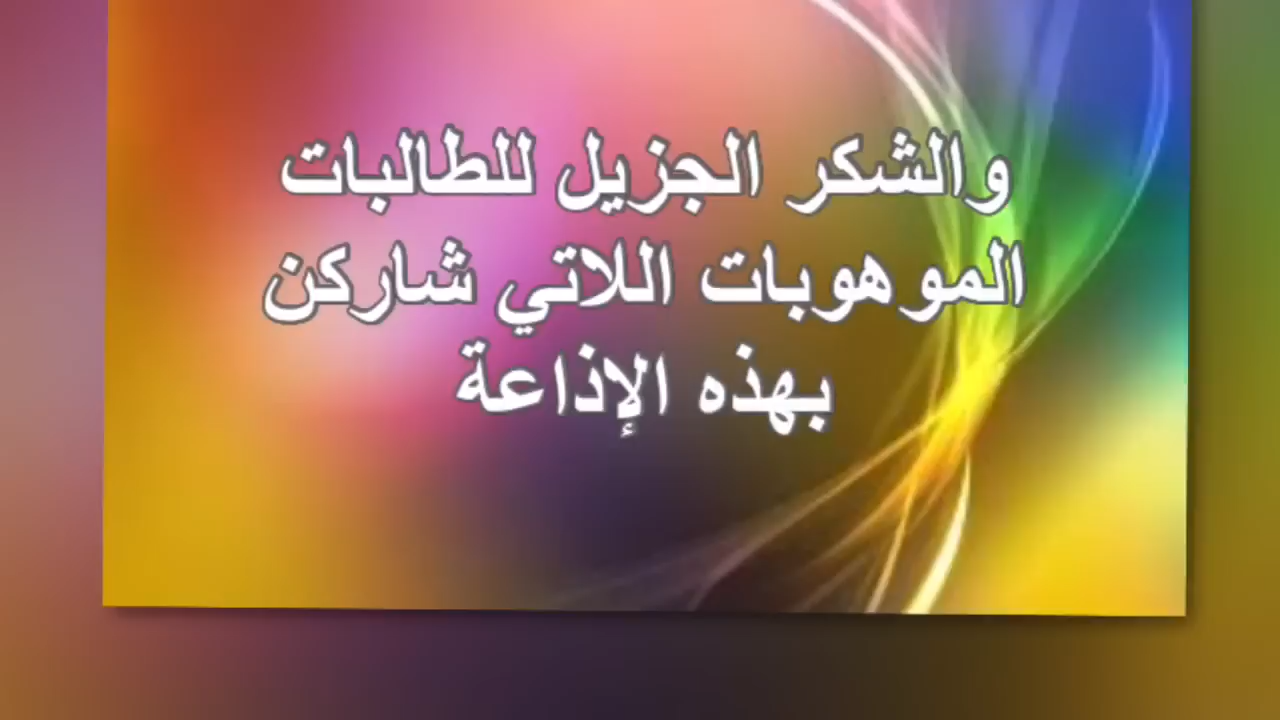 والشكر الجزيل للطالبات
الموهوبات اللاتي شاركن
بهذه الإذاعة